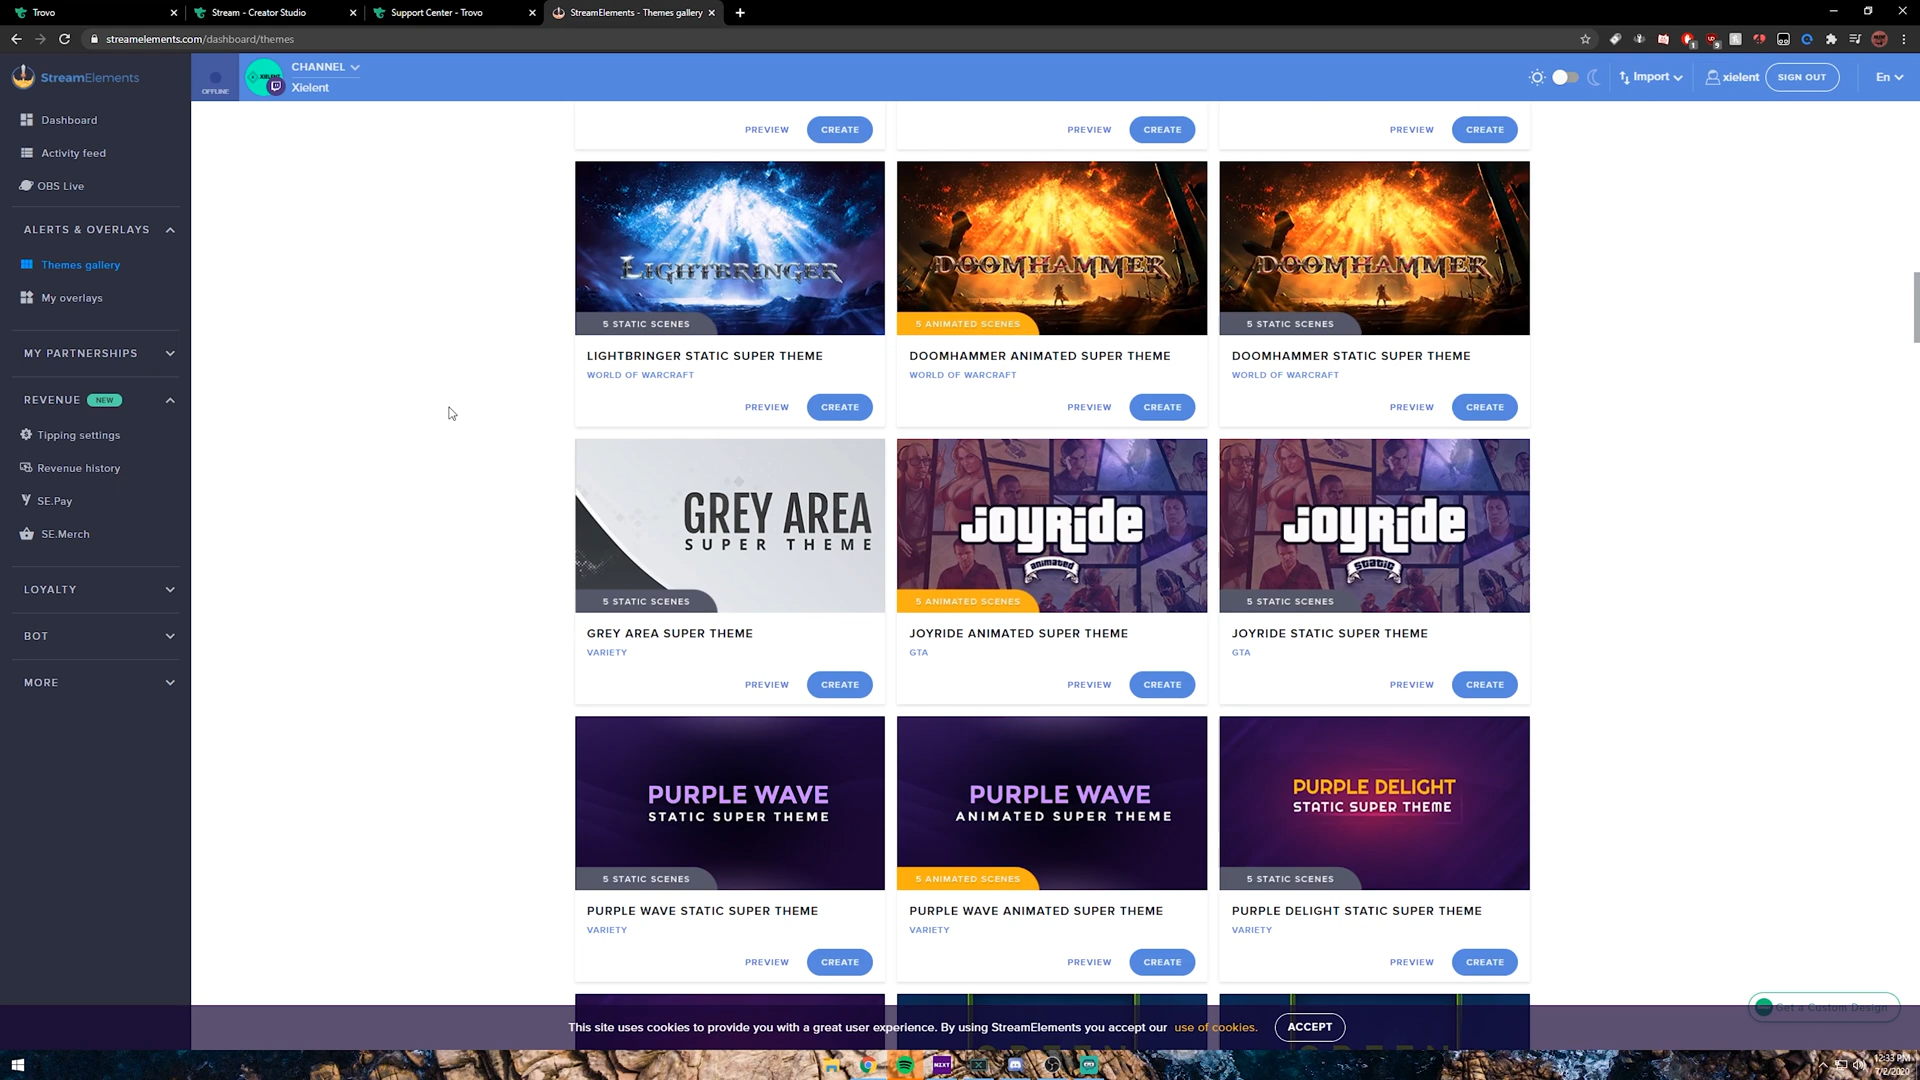 Trovo
Stream - Creator Studio
Support Center - Trovo
StreamElements - Themes gallery
streamelements.com/dashboard/themes
StreamElements
OFFLINE
CHANNEL
Xielent
Import
xielent
SIGN OUT
En
Dashboard
Activity feed
OBS Live
ALERTS & OVERLAYS
Themes gallery
My overlays
MY PARTNERSHIPS
REVENUE NEW
Tipping settings
Revenue history
SE.Pay
SE.Merch
LOYALTY
BOT
MORE
PREVIEW CREATE
PREVIEW CREATE
PREVIEW CREATE
LIGHTBRINGER
5 STATIC SCENES
LIGHTBRINGER STATIC SUPER THEME
WORLD OF WARCRAFT
PREVIEW CREATE
DOOMHAMMER
5 ANIMATED SCENES
DOOMHAMMER ANIMATED SUPER THEME
WORLD OF WARCRAFT
PREVIEW CREATE
DOOMHAMMER
5 STATIC SCENES
DOOMHAMMER STATIC SUPER THEME
WORLD OF WARCRAFT
PREVIEW CREATE
GREY AREA
SUPER THEME
5 STATIC SCENES
GREY AREA SUPER THEME
VARIETY
PREVIEW CREATE
joyRide
animated
5 ANIMATED SCENES
JOYRIDE ANIMATED SUPER THEME
GTA
PREVIEW CREATE
joyRide
static
5 STATIC SCENES
JOYRIDE STATIC SUPER THEME
GTA
PREVIEW CREATE
PURPLE WAVE
STATIC SUPER THEME
5 STATIC SCENES
PURPLE WAVE STATIC SUPER THEME
VARIETY
PREVIEW CREATE
PURPLE WAVE
ANIMATED SUPER THEME
5 ANIMATED SCENES
PURPLE WAVE ANIMATED SUPER THEME
VARIETY
PREVIEW CREATE
PURPLE DELIGHT
STATIC SUPER THEME
5 STATIC SCENES
PURPLE DELIGHT STATIC SUPER THEME
VARIETY
PREVIEW CREATE
Get a Custom Design
This site uses cookies to provide you with a great user experience. By using StreamElements you accept our use of cookies.
ACCEPT
12:33 PM
7/2/2020